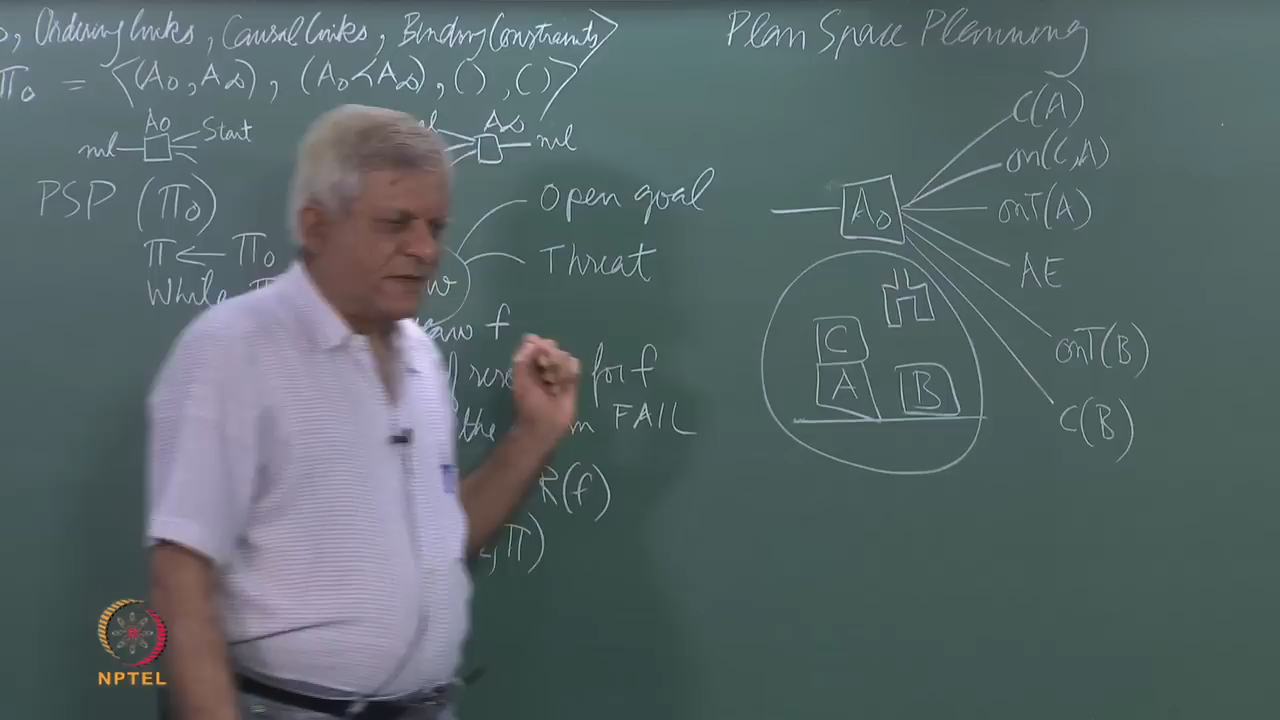 Ordering links, Causal links, Binding Constraints>
Π₀ = <(A₀, A∞), (A₀<A∞), ( ), ( )>
nil A₀ Start
A∞ nil
PSP (Π₀)
Π ← Π₀
While
Open goal
Threat
f
for f
the FAIL
R(f)
, Π)
Plan Space Planning
A₀
C(A)
on(C,A)
onT(A)
AE
onT(B)
C(B)
C
A
B
NPTEL